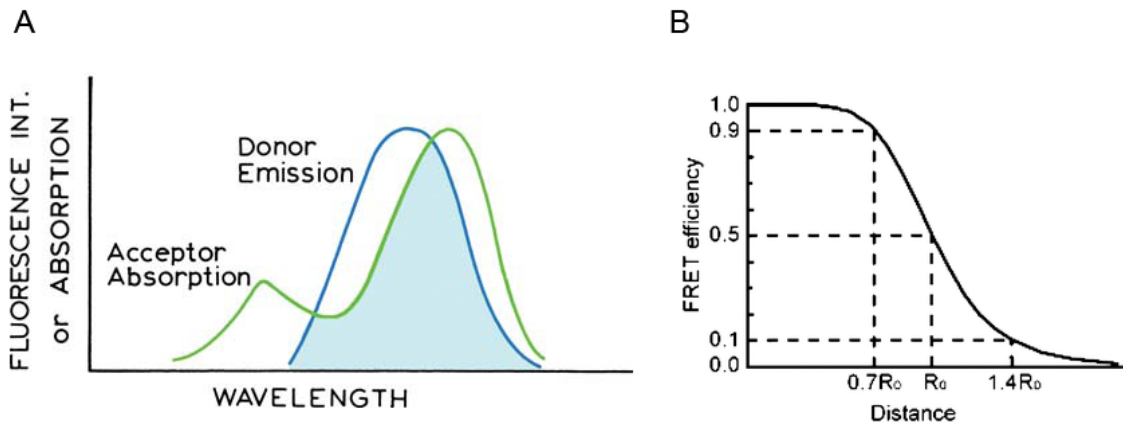 A
FLUORESCENCE INT.
or ABSORPTION
Donor
Emission
Acceptor
Absorption
WAVELENGTH
B
FRET efficiency
1.0
0.9
0.5
0.1
0.0
0.7R₀ R₀ 1.4R₀
Distance